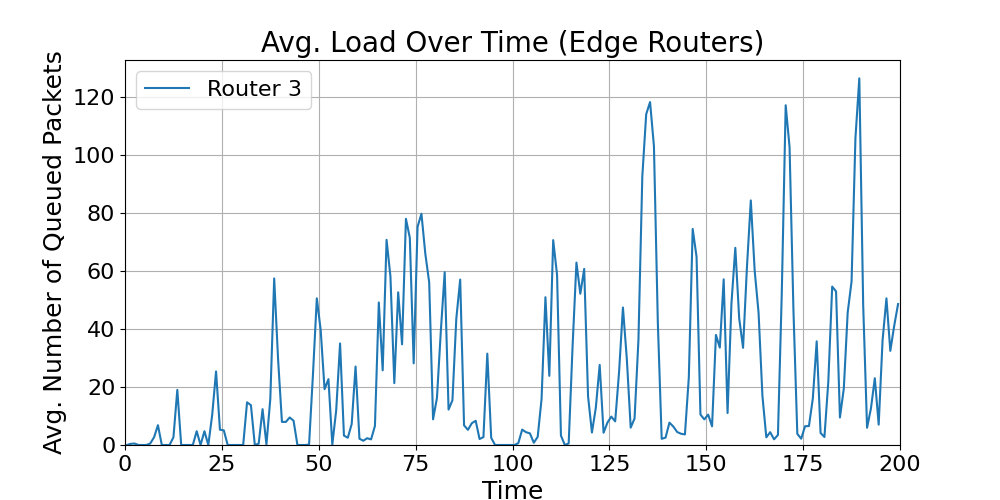 Avg. Load Over Time (Edge Routers)
Avg. Number of Queued Packets
Router 3
120
100
80
60
40
20
0
0 25 50 75 100 125 150 175 200
Time